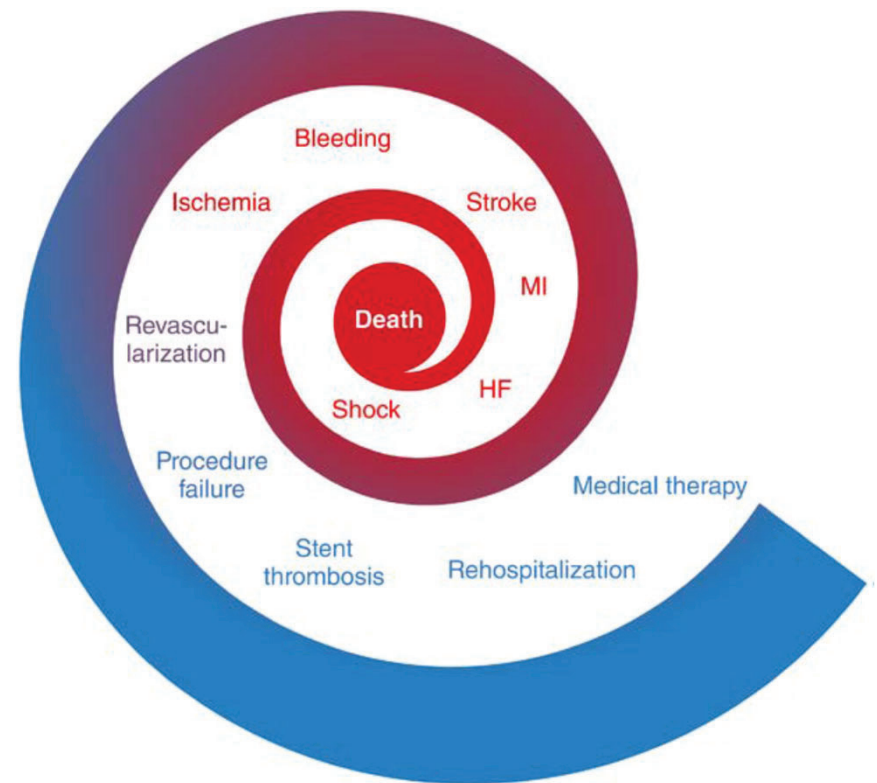 Bleeding
Ischemia
Stroke
MI
Death
Revascu-
larization
HF
Shock
Procedure
failure
Medical therapy
Stent
thrombosis
Rehospitalization